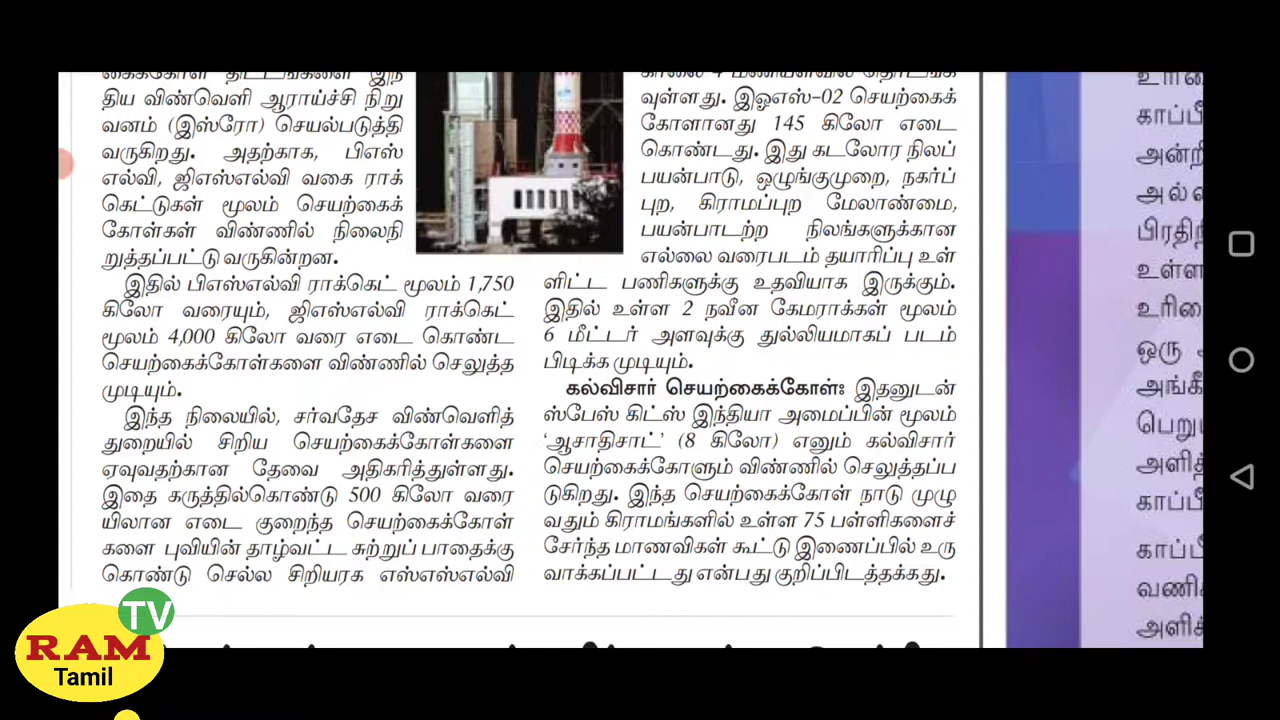 திய விண்வெளி ஆராய்ச்சி நிறு
வனம் (இஸ்ரோ) செயல்படுத்தி
வருகிறது. அதற்காக, பிஎஸ்
எல்வி, ஜிஎஸ்எல்வி வகை ராக்
கெட்டுகள் மூலம் செயற்கைக்
கோள்கள் விண்ணில் நிலைநி
றுத்தப்பட்டு வருகின்றன.
இதில் பிஎஸ்எல்வி ராக்கெட் மூலம் 1,750
கிலோ வரையும், ஜிஎஸ்எல்வி ராக்கெட்
மூலம் 4,000 கிலோ வரை எடை கொண்ட
செயற்கைக்கோள்களை விண்ணில் செலுத்த
முடியும்.
இந்த நிலையில், சர்வதேச விண்வெளித்
துறையில் சிறிய செயற்கைக்கோள்களை
ஏவுவதற்கான தேவை அதிகரித்துள்ளது.
இதை கருத்தில்கொண்டு 500 கிலோ வரை
யிலான எடை குறைந்த செயற்கைக்கோள்
களை புவியின் தாழ்வட்ட சுற்றுப் பாதைக்கு
கொண்டு செல்ல சிறியரக எஸ்எஸ்எல்வி
வுள்ளது. இஓஎஸ்-02 செயற்கைக்
கோளானது 145 கிலோ எடை
கொண்டது. இது கடலோர நிலப்
பயன்பாடு, ஒழுங்குமுறை, நகர்ப்
புற, கிராமப்புற மேலாண்மை,
பயன்பாடற்ற நிலங்களுக்கான
எல்லை வரைபடம் தயாரிப்பு உள்
ளிட்ட பணிகளுக்கு உதவியாக இருக்கும்.
இதில் உள்ள 2 நவீன கேமராக்கள் மூலம்
6 மீட்டர் அளவுக்கு துல்லியமாகப் படம்
பிடிக்க முடியும்.
கல்விசார் செயற்கைக்கோள்: இதனுடன்
ஸ்பேஸ் கிட்ஸ் இந்தியா அமைப்பின் மூலம்
‘ஆசாதிசாட்’ (8 கிலோ) எனும் கல்விசார்
செயற்கைக்கோளும் விண்ணில் செலுத்தப்ப
டுகிறது. இந்த செயற்கைக்கோள் நாடு முழு
வதும் கிராமங்களில் உள்ள 75 பள்ளிகளைச்
சேர்ந்த மாணவிகள் கூட்டு இணைப்பில் உரு
வாக்கப்பட்டது என்பது குறிப்பிடத்தக்கது.
காப்பீ
அன்றி
பிரதிந்
உள்ள
ஒரு
அங்கீ
பெறு
அளித்
காப்பீ
காப்பீ
வணிக
அளிக்
TV
RAM
Tamil